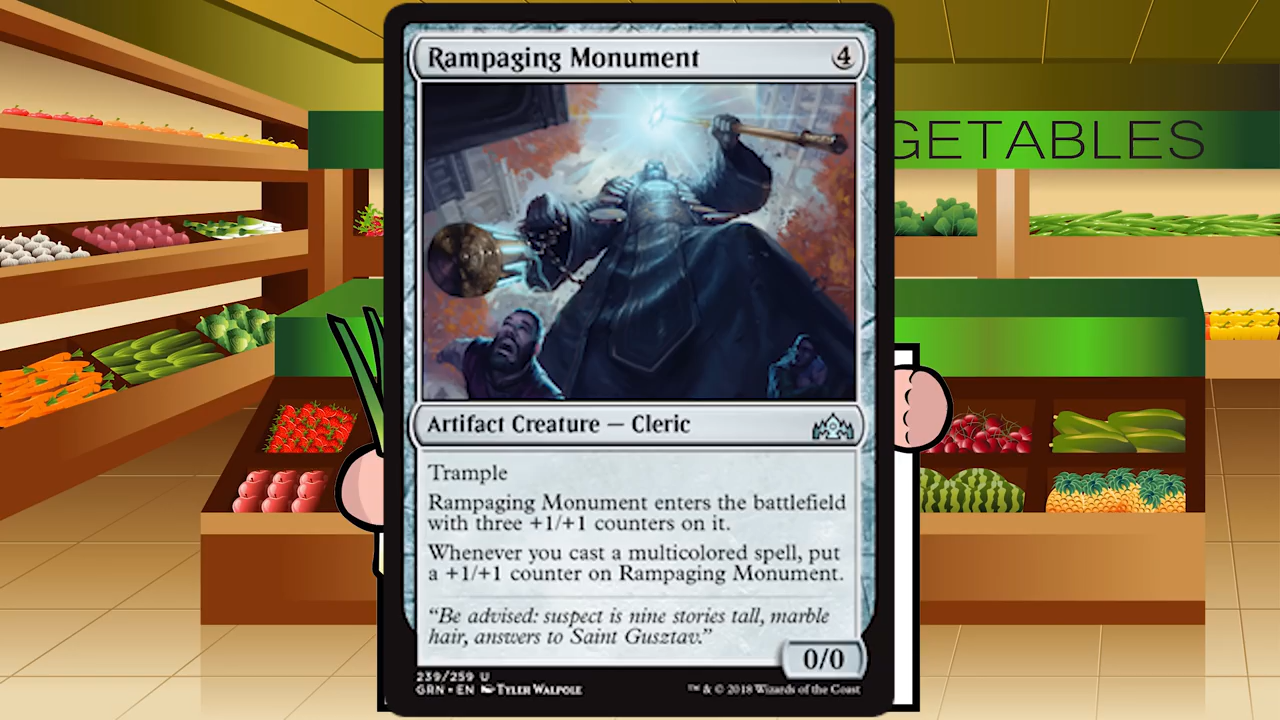 Rampaging Monument 4
GETABLES
Artifact Creature — Cleric
Trample
Rampaging Monument enters the battlefield
with three +1/+1 counters on it.
Whenever you cast a multicolored spell, put
a +1/+1 counter on Rampaging Monument.
“Be advised: suspect is nine stories tall, marble
hair, answers to Saint Gusztav.”
0/0
239/259 U
GRN • EN Tyler Walpole
™ & © 2018 Wizards of the Coast